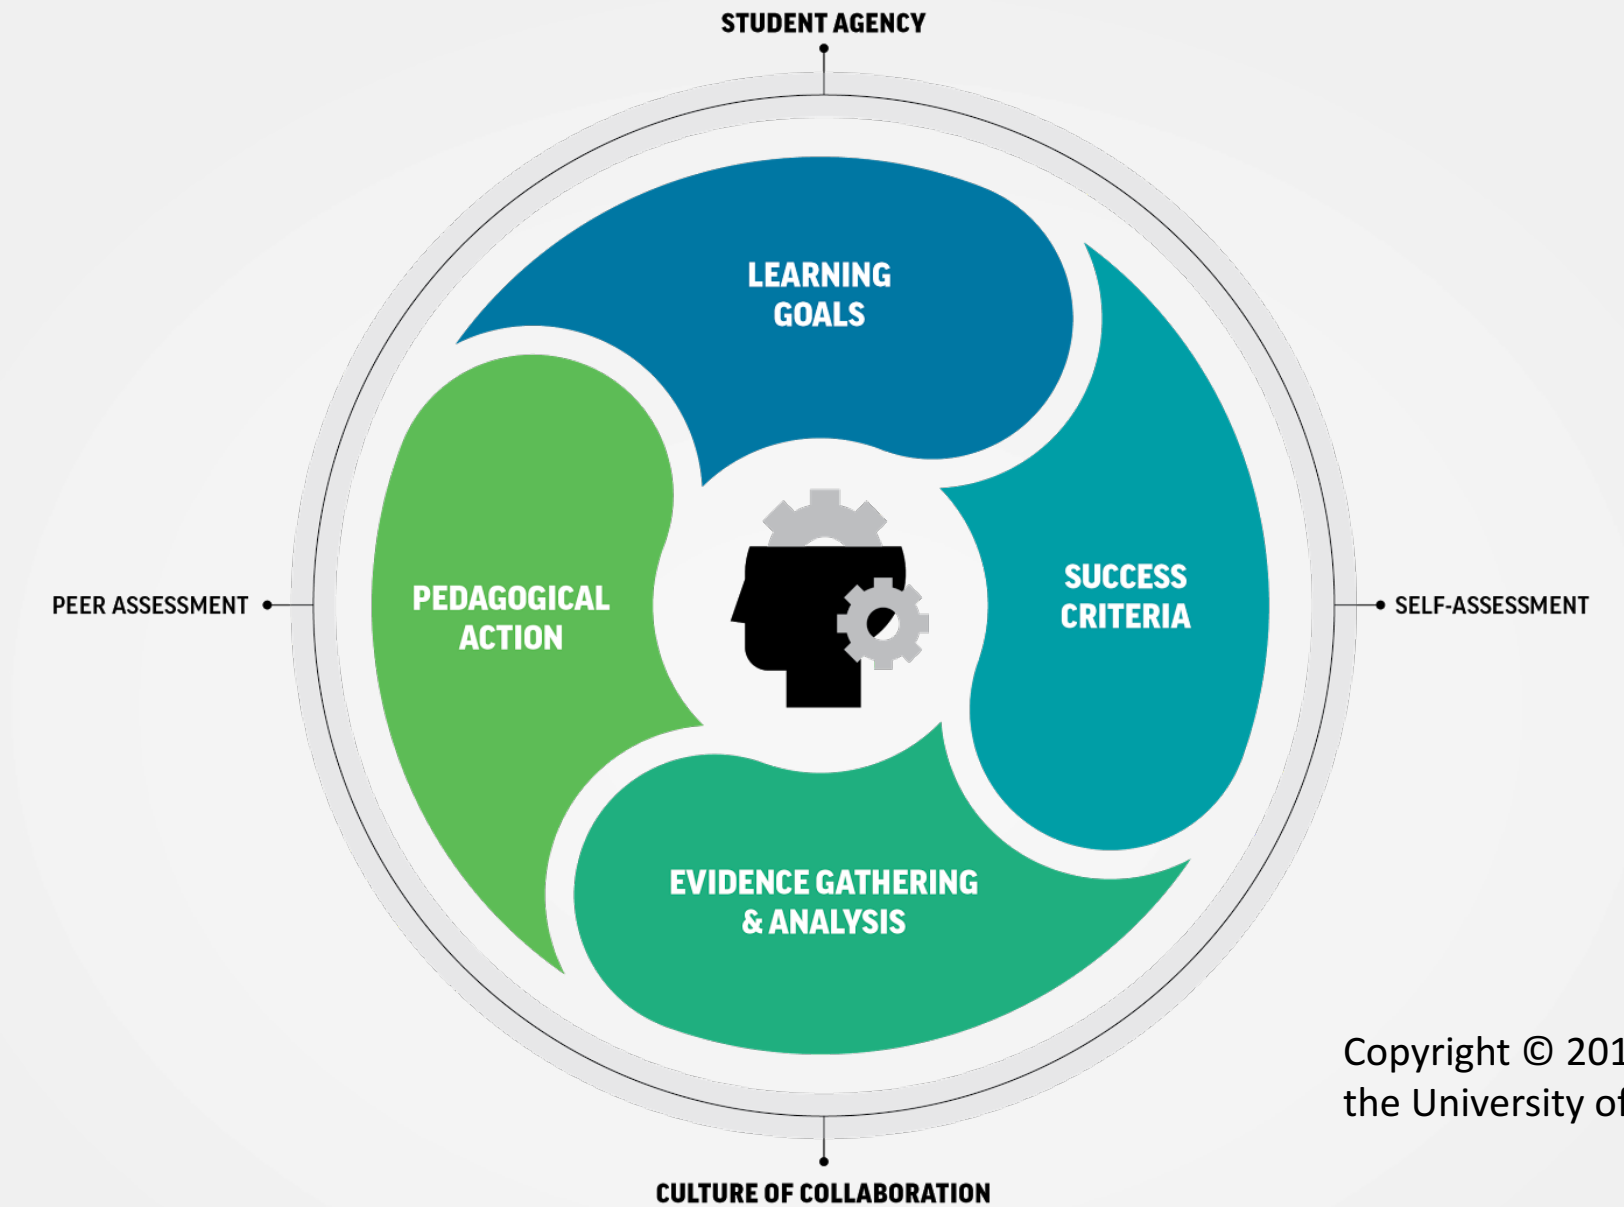 STUDENT AGENCY
LEARNING
GOALS
SUCCESS
CRITERIA
PEDAGOGICAL
ACTION
PEER ASSESSMENT
SELF-ASSESSMENT
EVIDENCE GATHERING
& ANALYSIS
Copyright © 201
the University of
CULTURE OF COLLABORATION